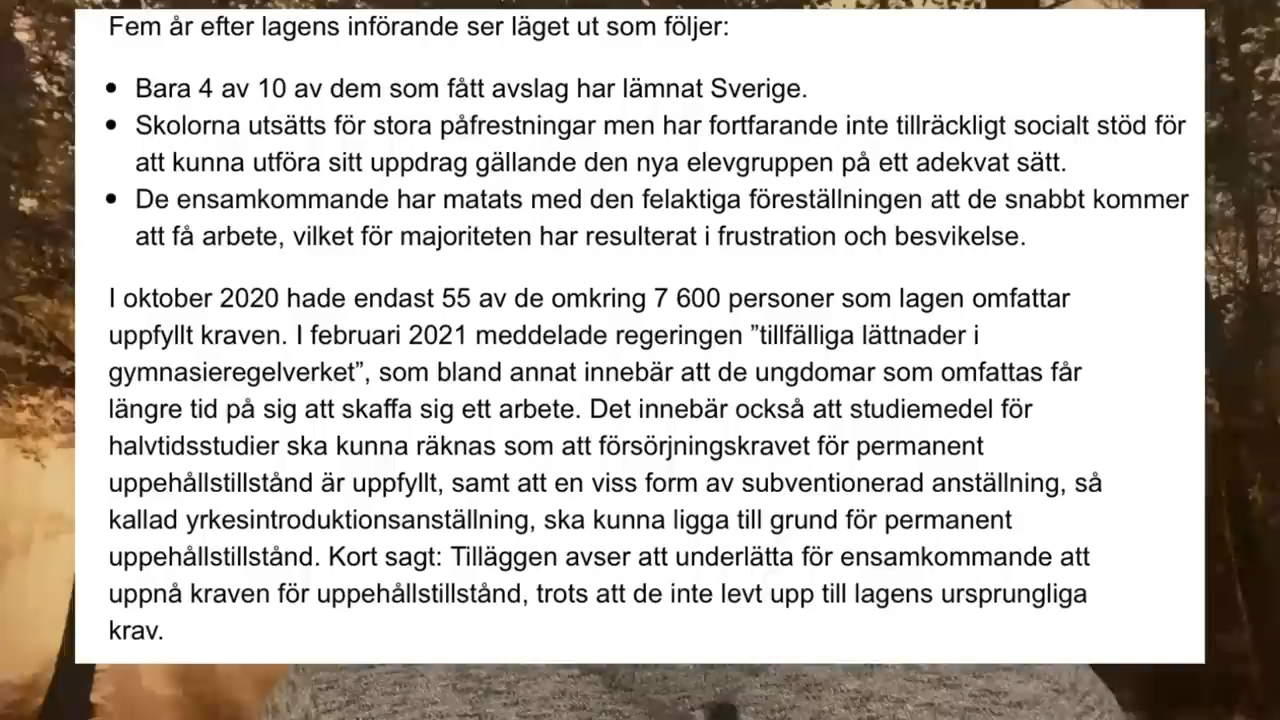 Fem år efter lagens införande ser läget ut som följer:
• Bara 4 av 10 av dem som fått avslag har lämnat Sverige.
• Skolorna utsätts för stora påfrestningar men har fortfarande inte tillräckligt socialt stöd för
att kunna utföra sitt uppdrag gällande den nya elevgruppen på ett adekvat sätt.
• De ensamkommande har matats med den felaktiga föreställningen att de snabbt kommer
att få arbete, vilket för majoriteten har resulterat i frustration och besvikelse.
I oktober 2020 hade endast 55 av de omkring 7 600 personer som lagen omfattar
uppfyllt kraven. I februari 2021 meddelade regeringen ”tillfälliga lättnader i
gymnasieregelverket”, som bland annat innebär att de ungdomar som omfattas får
längre tid på sig att skaffa sig ett arbete. Det innebär också att studiemedel för
halvtidsstudier ska kunna räknas som att försörjningskravet för permanent
uppehållstillstånd är uppfyllt, samt att en viss form av subventionerad anställning, så
kallad yrkesintroduktionsanställning, ska kunna ligga till grund för permanent
uppehållstillstånd. Kort sagt: Tilläggen avser att underlätta för ensamkommande att
uppnå kraven för uppehållstillstånd, trots att de inte levt upp till lagens ursprungliga
krav.